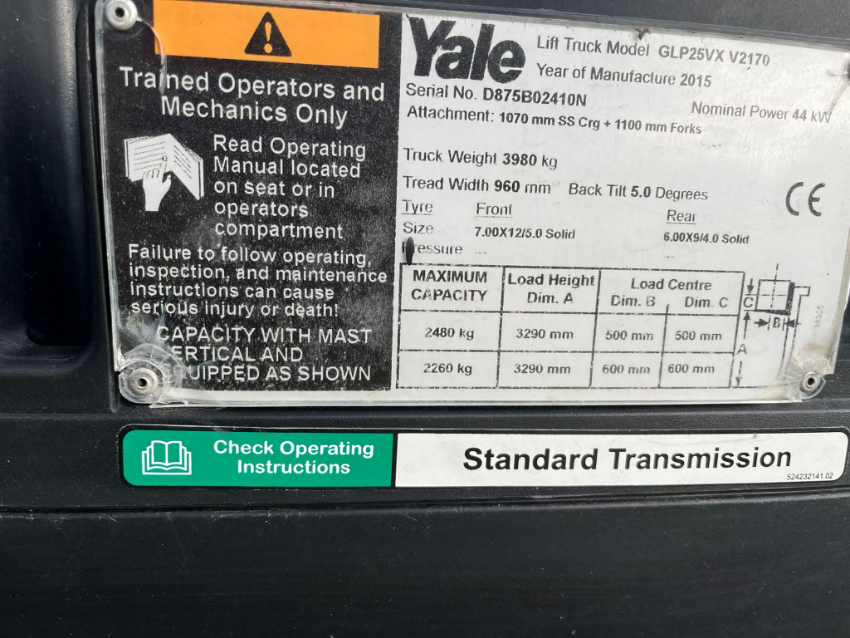 Trained Operators and
Mechanics Only
Read Operating
Manual located
on seat or in
operators
compartment
Failure to follow operating,
inspection, and maintenance
instructions can cause
serious injury or death!
CAPACITY WITH MAST
VERTICAL AND
EQUIPPED AS SHOWN
Yale Lift Truck Model GLP25VX V2170
Year of Manufacture 2015
Serial No. D875B02410N Nominal Power 44 kW
Attachment: 1070 mm SS Crg + 1100 mm Forks
Truck Weight 3980 kg
Tread Width 960 mm Back Tilt 5.0 Degrees
CE
Tyre Front Rear
Size 7.00X12/5.0 Solid 6.00X9/4.0 Solid
Pressure
MAXIMUM CAPACITY Load Height Dim. A Load Centre Dim. B Dim. C
2480 kg 3290 mm 500 mm 500 mm
2260 kg 3290 mm 600 mm 600 mm
C
B
A
Check Operating
Instructions
Standard Transmission
524232141.02